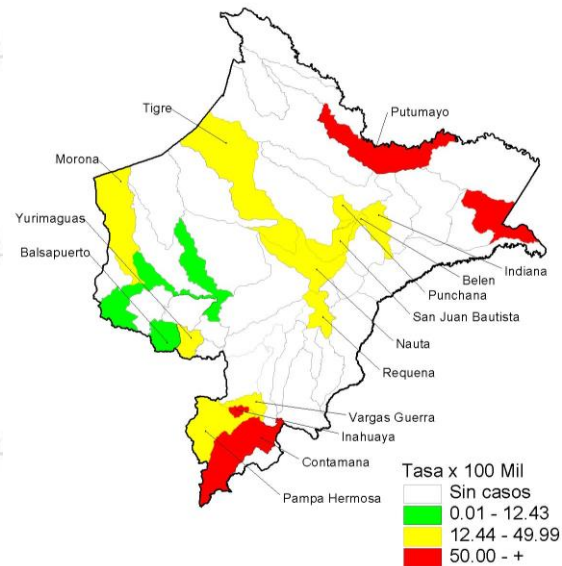 Tigre
Putumayo
Morona
Yurimaguas
Balsapuerto
Indiana
Belen
Punchana
San Juan Bautista
Nauta
Requena
Vargas Guerra
Inahuaya
Contamana
Pampa Hermosa
Tasa x 100 Mil
Sin casos
0.01 - 12.43
12.44 - 49.99
50.00 - +